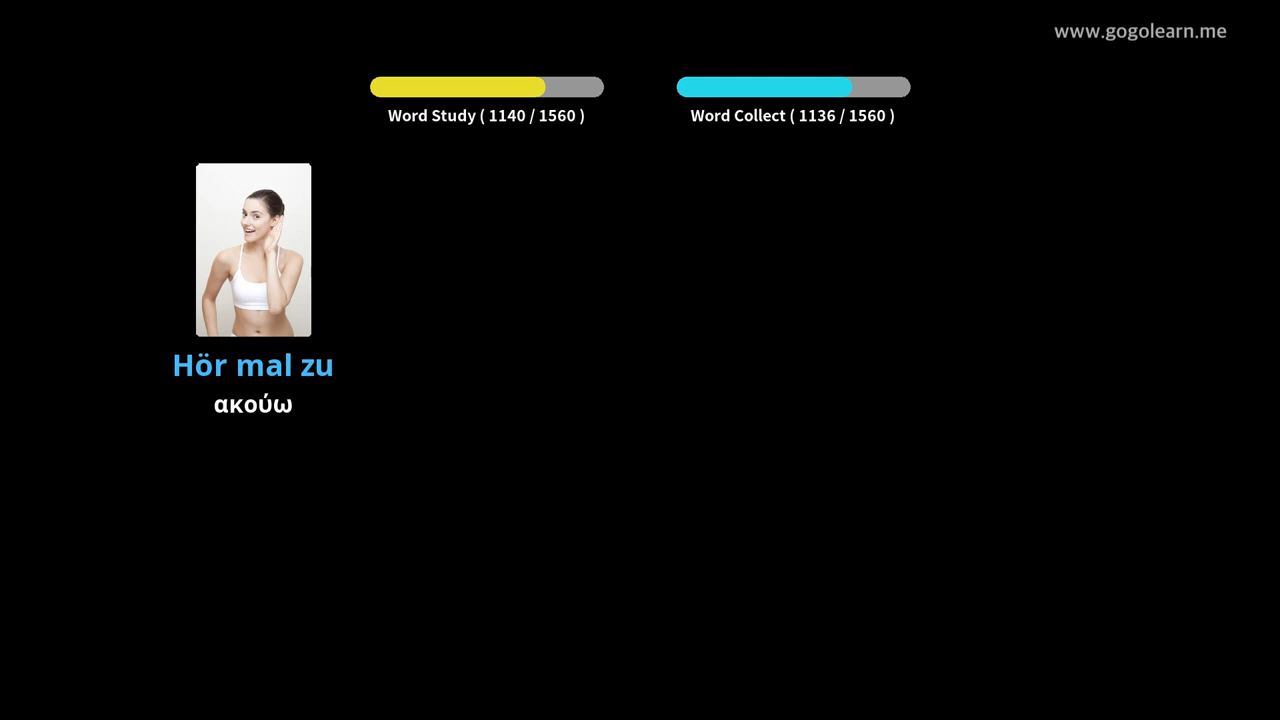 www.gogolearn.me
Word Study ( 1140 / 1560 )
Word Collect ( 1136 / 1560 )
Hör mal zu
ακούω